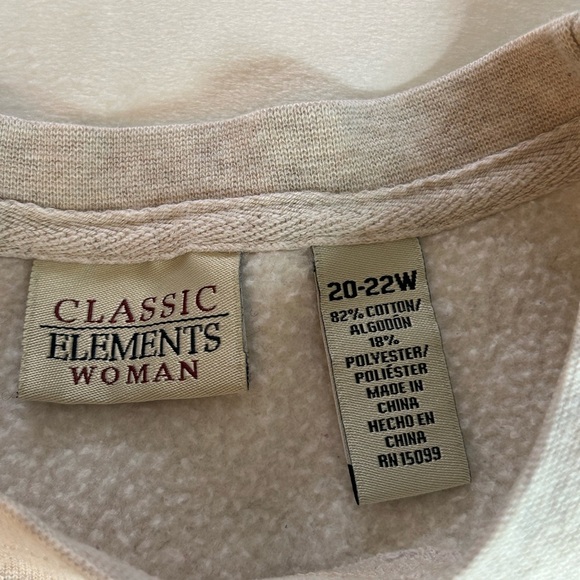 CLASSIC
ELEMENTS
WOMAN
20-22W
82% COTTON/
ALGODÓN
18%
POLYESTER/
POLIÉSTER
MADE IN
CHINA
HECHO EN
CHINA
RN 15099